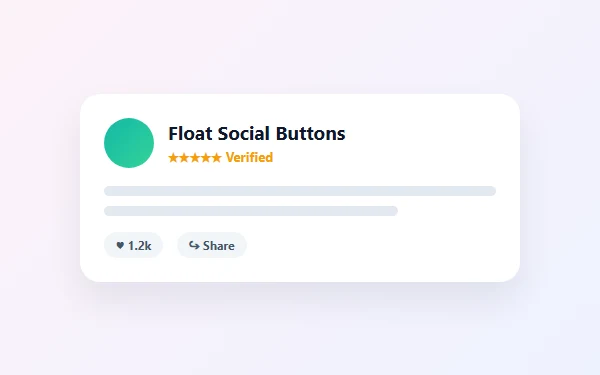 Float Social Buttons
★★★★★ Verified
♥ 1.2k
↪ Share